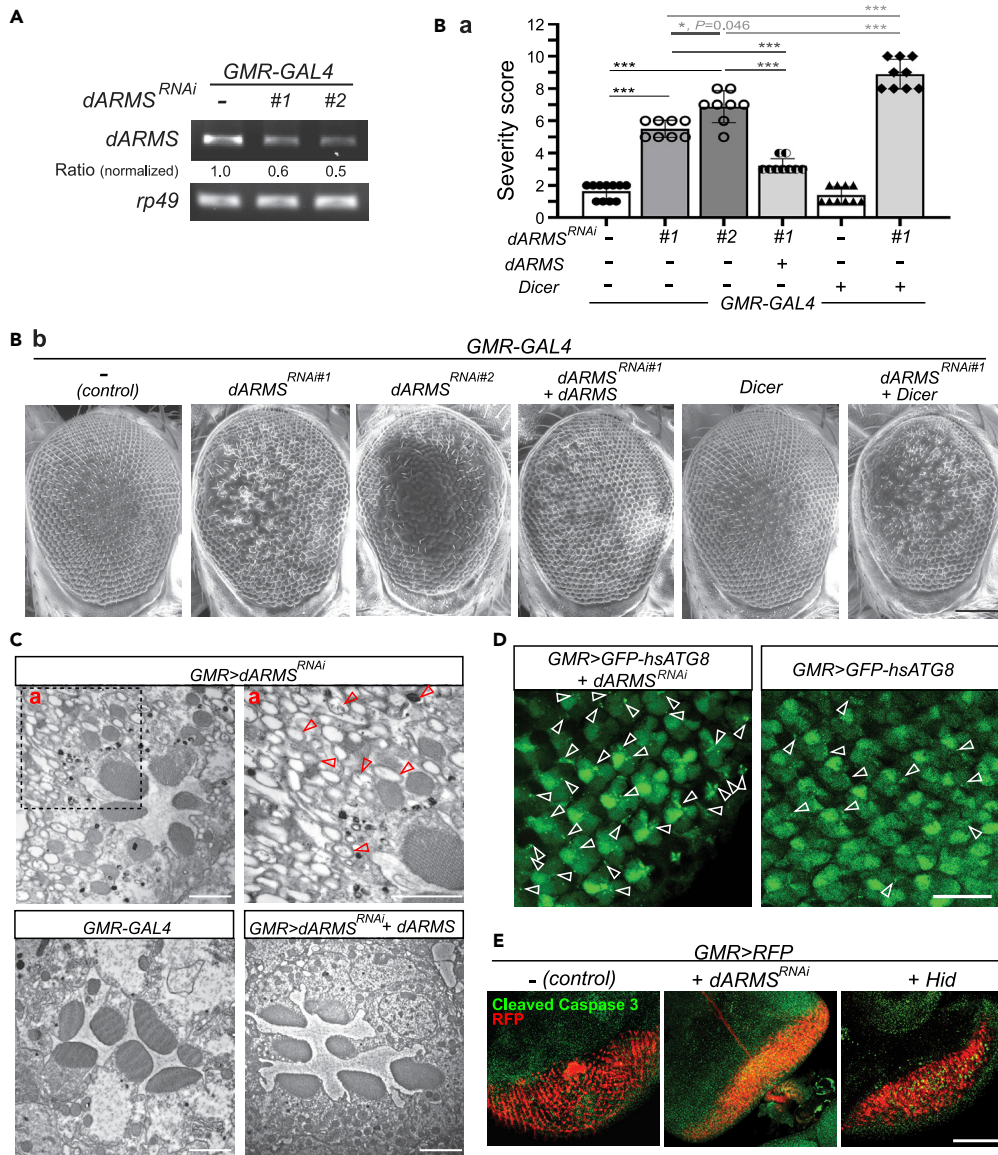 A
GMR-GAL4
dARMS^RNAi - #1 #2
dARMS
Ratio (normalized) 1.0 0.6 0.5
rp49
B a
Severity score
12
10
8
6
4
2
0
***
*, P=0.046
***
***
***
***
***
dARMS^RNAi - #1 #2 #1 - #1
dARMS - - - + - -
Dicer - - - - + +
GMR-GAL4
B b
GMR-GAL4
- (control)
dARMS^RNAi#1
dARMS^RNAi#2
dARMS^RNAi#1 + dARMS
Dicer
dARMS^RNAi#1 + Dicer
C
GMR>dARMS^RNAi
a
a
GMR-GAL4
GMR>dARMS^RNAi + dARMS
D
GMR>GFP-hsATG8
+ dARMS^RNAi
GMR>GFP-hsATG8
E
GMR>RFP
- (control) + dARMS^RNAi + Hid
Cleaved Caspase 3
RFP